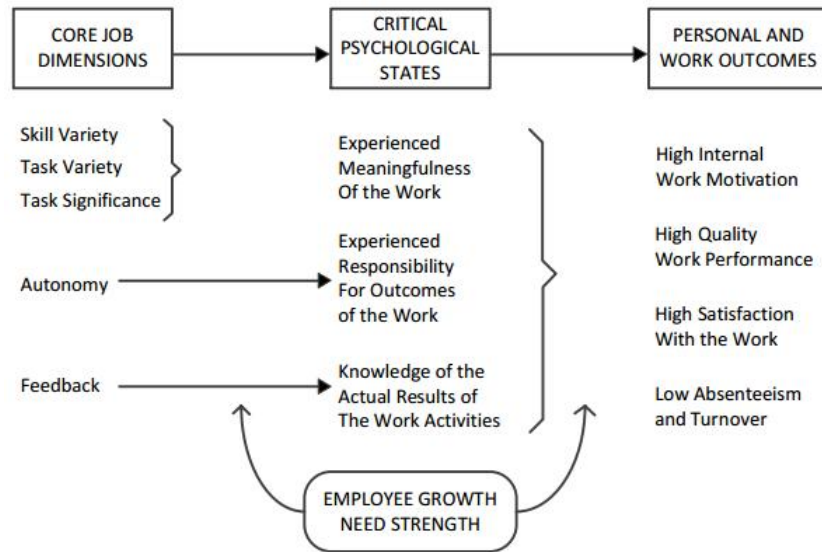 CORE JOB
DIMENSIONS
CRITICAL
PSYCHOLOGICAL
STATES
PERSONAL AND
WORK OUTCOMES
Skill Variety
Task Variety
Task Significance
Experienced
Meaningfulness
Of the Work
High Internal
Work Motivation
Autonomy
Experienced
Responsibility
For Outcomes
of the Work
High Quality
Work Performance
High Satisfaction
With the Work
Feedback
Knowledge of the
Actual Results of
The Work Activities
Low Absenteeism
and Turnover
EMPLOYEE GROWTH
NEED STRENGTH